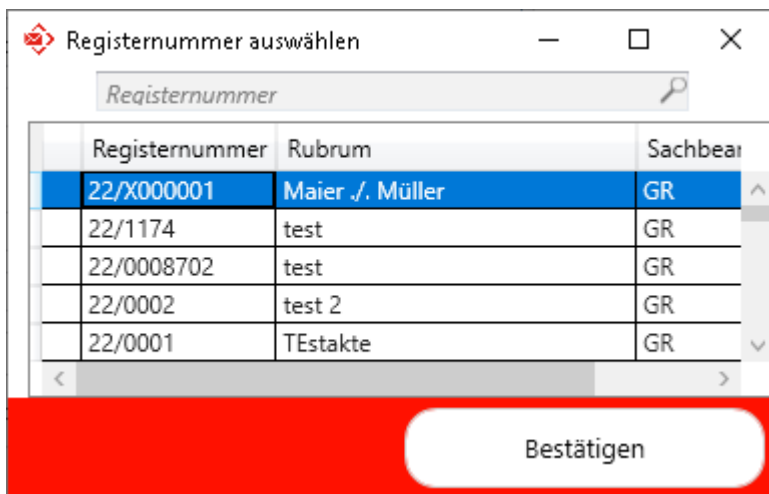 Registernummer auswählen
Registernummer
Registernummer Rubrum Sachbear
22/X000001 Maier ./. Müller GR
22/1174 test GR
22/0008702 test GR
22/0002 test 2 GR
22/0001 TEstakte GR
Bestätigen